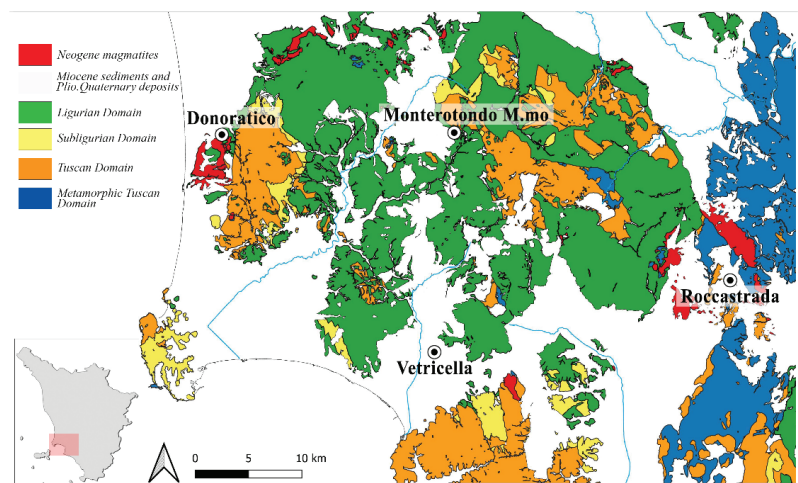 Neogene magmatites
Miocene sediments and
Plio.Quaternary deposits
Ligurian Domain
Subligurian Domain
Tuscan Domain
Metamorphic Tuscan
Domain
Donoratico
Monterotondo M.mo
Roccastrada
Vetricella
0 5 10 km